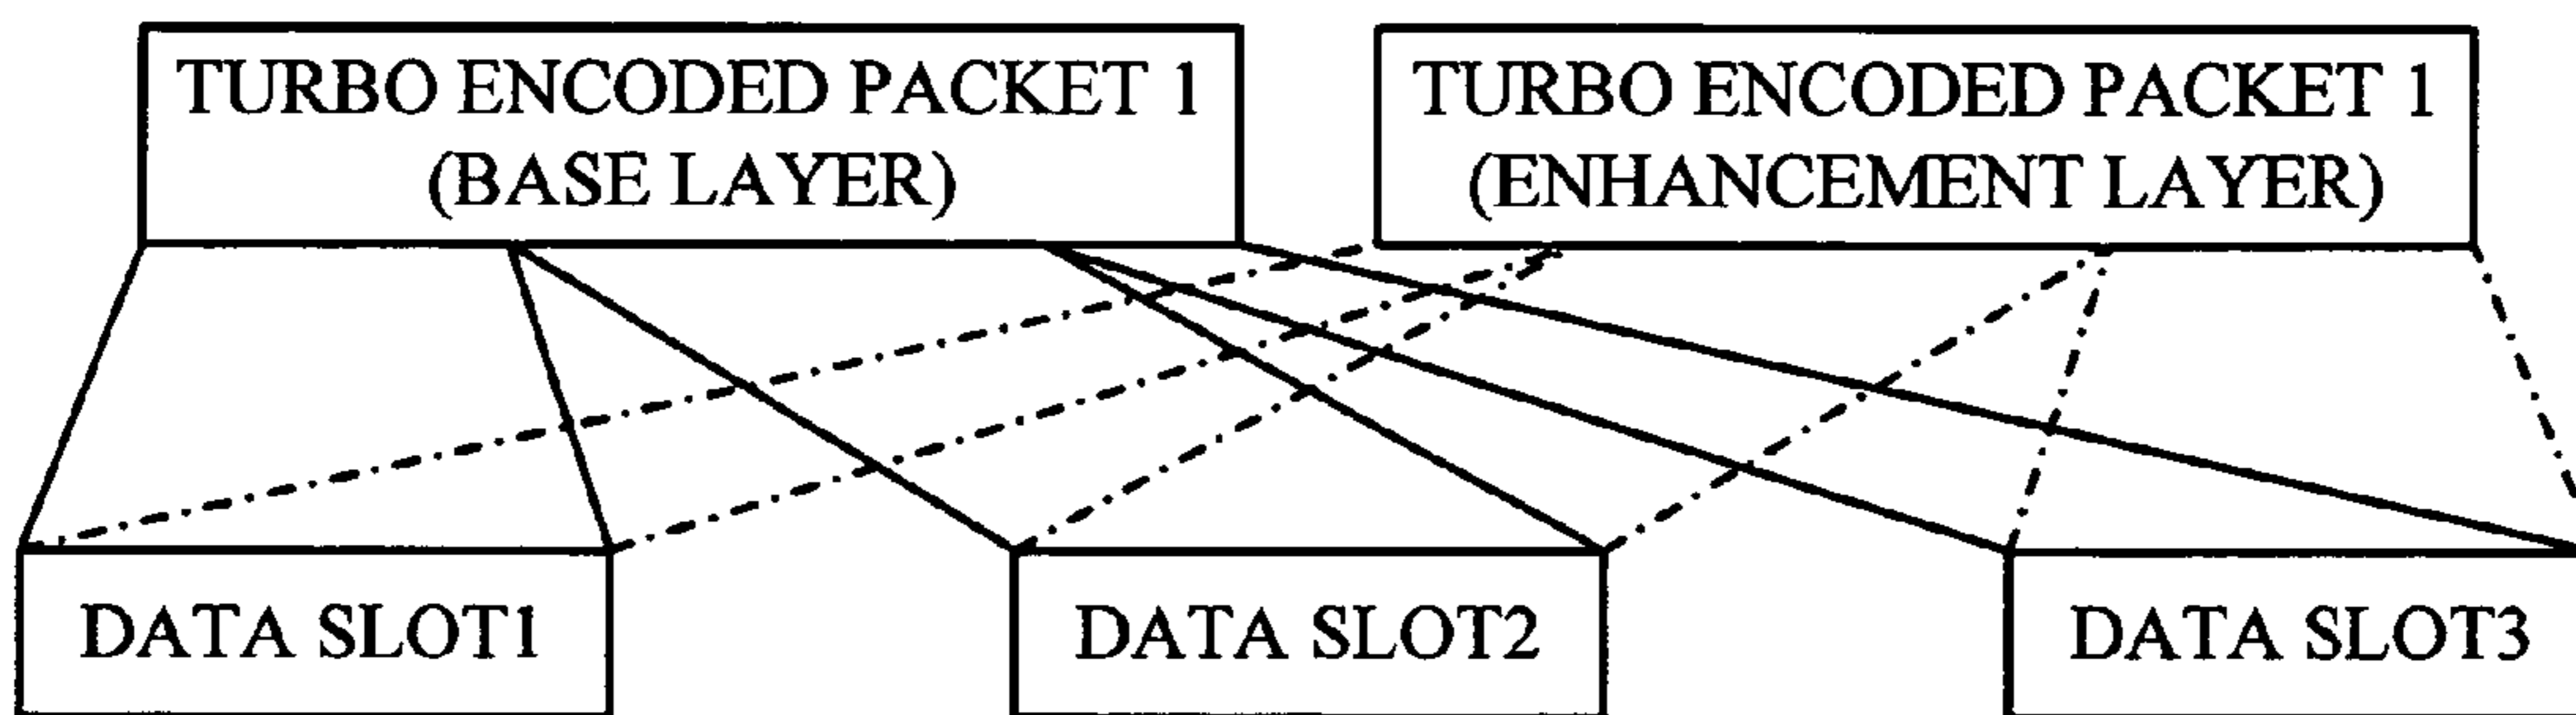 TURBO ENCODED PACKET 1
(BASE LAYER)
TURBO ENCODED PACKET 1
(ENHANCEMENT LAYER)
DATA SLOT1
DATA SLOT2
DATA SLOT3